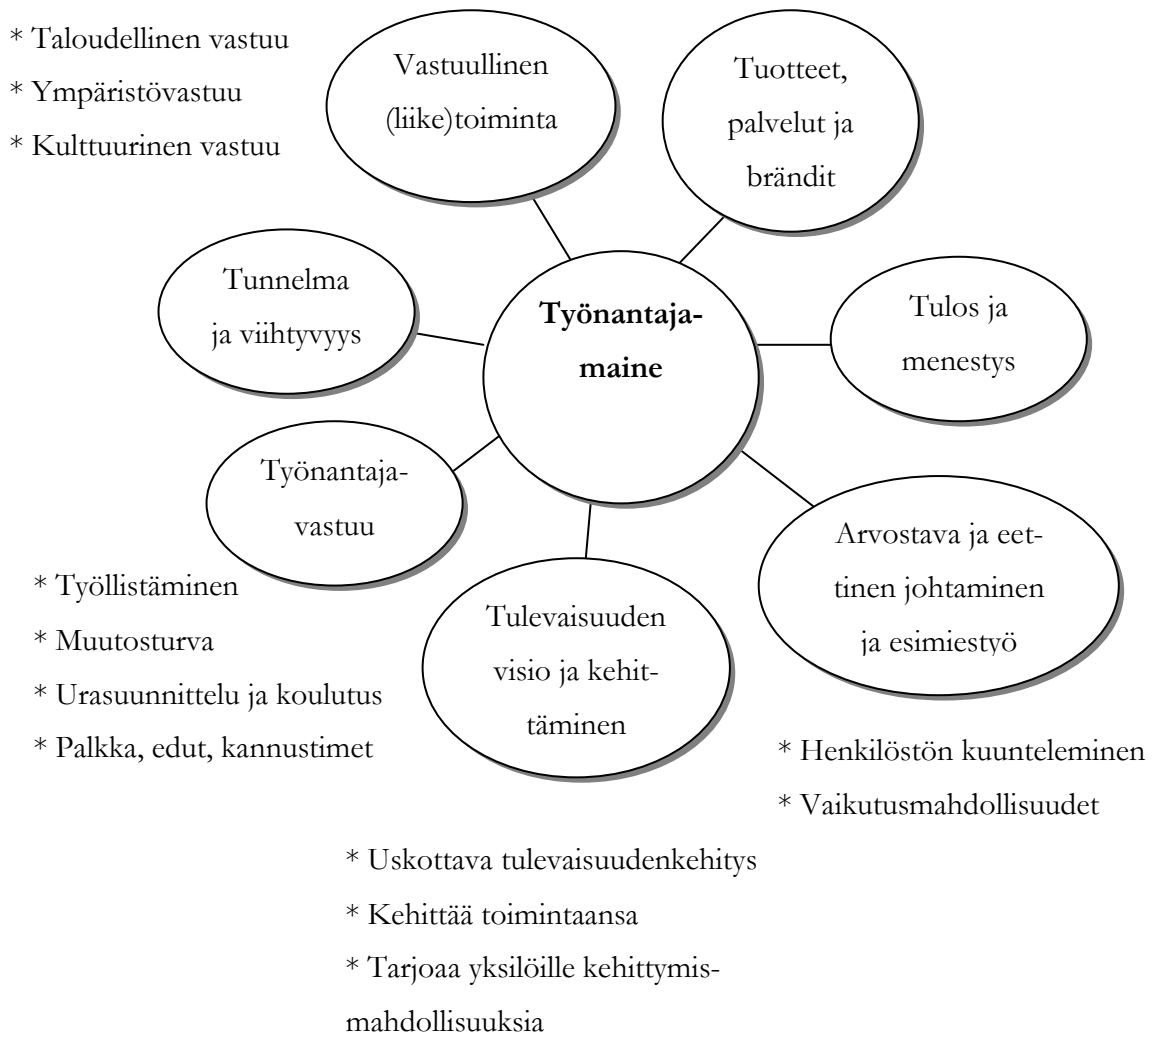 * Taloudellinen vastuu
* Ympäristövastuu
* Kulttuurinen vastuu
Vastuullinen
(liike)toiminta
Tuotteet,
palvelut ja
brändit
Tunnelma
ja viihtyvyys
Työnantaja-
maine
Tulos ja
menestys
Työnantaja-
vastuu
* Työllistäminen
* Muutosturva
* Urasuunnittelu ja koulutus
* Palkka, edut, kannustimet
Tulevaisuuden
visio ja kehit-
täminen
Arvostava ja eet-
tinen johtaminen
ja esimiestyö
* Henkilöstön kuunteleminen
* Vaikutusmahdollisuudet
* Uskottava tulevaisuudenkehitys
* Kehittää toimintaansa
* Tarjoaa yksilöille kehittymis-
mahdollisuuksia